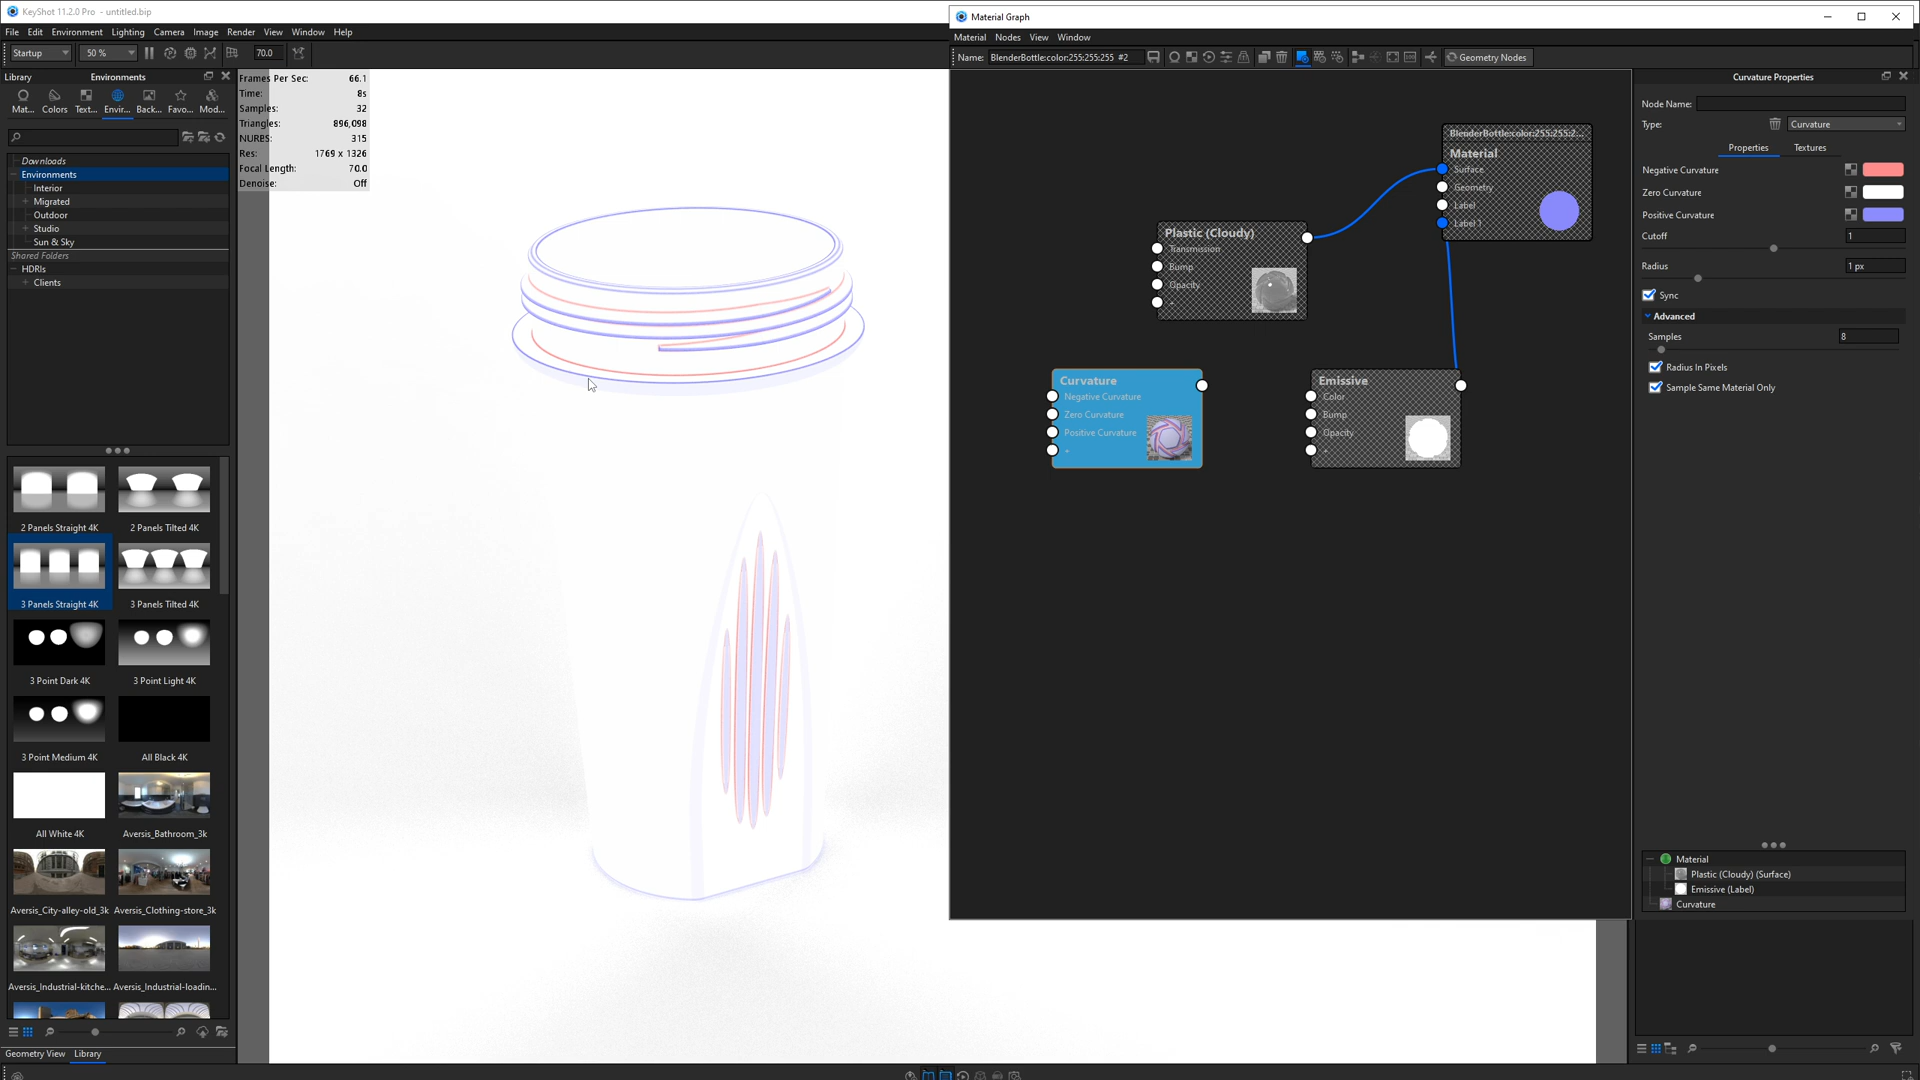 KeyShot 11.2.0 Pro - untitled.bip
File Edit Environment Lighting Camera Image Render View Window Help
Startup 50 % 70.0
Library Environments
Mat... Colors Text... Envir... Back... Favo... Mod...
Downloads
Environments
Interior
Migrated
Outdoor
Studio
Sun & Sky
Shared Folders
HDRIs
Clients
2 Panels Straight 4K 2 Panels Tilted 4K
3 Panels Straight 4K 3 Panels Tilted 4K
3 Point Dark 4K 3 Point Light 4K
3 Point Medium 4K All Black 4K
All White 4K Aversis_Bathroom_3k
Aversis_City-alley-old_3k Aversis_Clothing-store_3k
Aversis_Industrial-kitche... Aversis_Industrial-loadin...
Geometry View Library
Frames Per Sec: 66.1
Time: 8s
Samples: 32
Triangles: 896,098
NURBS: 315
Res: 1769 x 1326
Focal Length: 70.0
Denoise: Off
Material Graph
Material Nodes View Window
Name: BlenderBottle:color:255:255:255 #2 Geometry Nodes
BlenderBottle:color:255:255:2...
Material
Surface
Geometry
Label
Label 1
Plastic (Cloudy)
Transmission
Bump
Opacity
+
Curvature
Negative Curvature
Zero Curvature
Positive Curvature
+
Emissive
Color
Bump
Opacity
+
Curvature Properties
Node Name:
Type: Curvature
Properties Textures
Negative Curvature
Zero Curvature
Positive Curvature
Cutoff 1
Radius 1 px
Sync
Advanced
Samples 8
Radius In Pixels
Sample Same Material Only
Material
Plastic (Cloudy) (Surface)
Emissive (Label)
Curvature